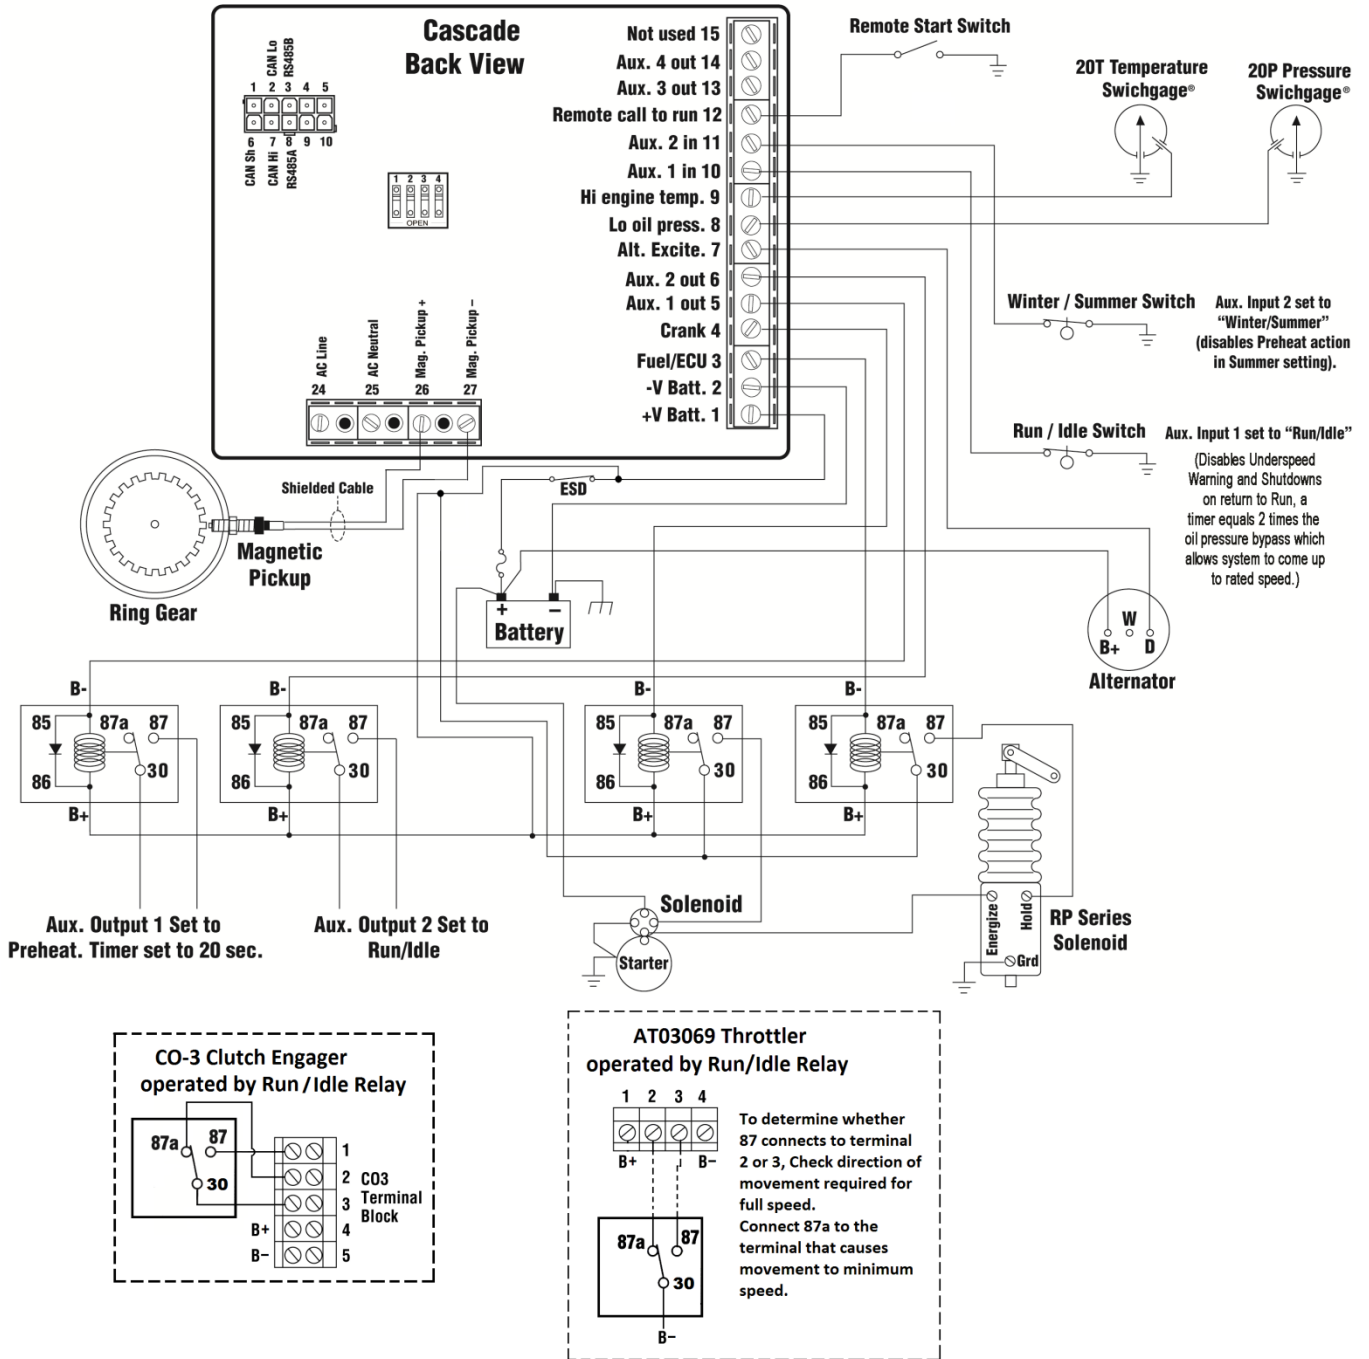 Cascade
Back View
CAN Lo
RS485B
1 2 3 4 5
6 7 8 9 10
CAN Sh
CAN Hi
RS485A
1 2 3 4
OPEN
Not used 15
Aux. 4 out 14
Aux. 3 out 13
Remote call to run 12
Aux. 2 in 11
Aux. 1 in 10
Hi engine temp. 9
Lo oil press. 8
Alt. Excite. 7
Aux. 2 out 6
Aux. 1 out 5
Crank 4
Fuel/ECU 3
-V Batt. 2
+V Batt. 1
AC Line
AC Neutral
Mag. Pickup +
Mag. Pickup –
24 25 26 27
Remote Start Switch
20T Temperature
Swichgage®
20P Pressure
Swichgage®
Winter / Summer Switch
Aux. Input 2 set to
“Winter/Summer”
(disables Preheat action
in Summer setting).
Run / Idle Switch
Aux. Input 1 set to “Run/Idle”
(Disables Underspeed
Warning and Shutdowns
on return to Run, a
timer equals 2 times the
oil pressure bypass which
allows system to come up
to rated speed.)
Shielded Cable
ESD
Magnetic
Pickup
Ring Gear
+ –
Battery
W
B+ D
Alternator
B-
85 87a 87
86 30
B+
B-
85 87a 87
86 30
B+
B-
85 87a 87
86 30
B+
B-
85 87a 87
86 30
B+
Aux. Output 1 Set to
Preheat. Timer set to 20 sec.
Aux. Output 2 Set to
Run/Idle
Solenoid
Starter
Energize
Hold
Grd
RP Series
Solenoid
CO-3 Clutch Engager
operated by Run/Idle Relay
87a 87
30
1
2
3
B+ 4
B– 5
CO3
Terminal
Block
AT03069 Throttler
operated by Run/Idle Relay
1 2 3 4
B+ B–
87a 87
30
B–
To determine whether
87 connects to terminal
2 or 3, Check direction of
movement required for
full speed.
Connect 87a to the
terminal that causes
movement to minimum
speed.